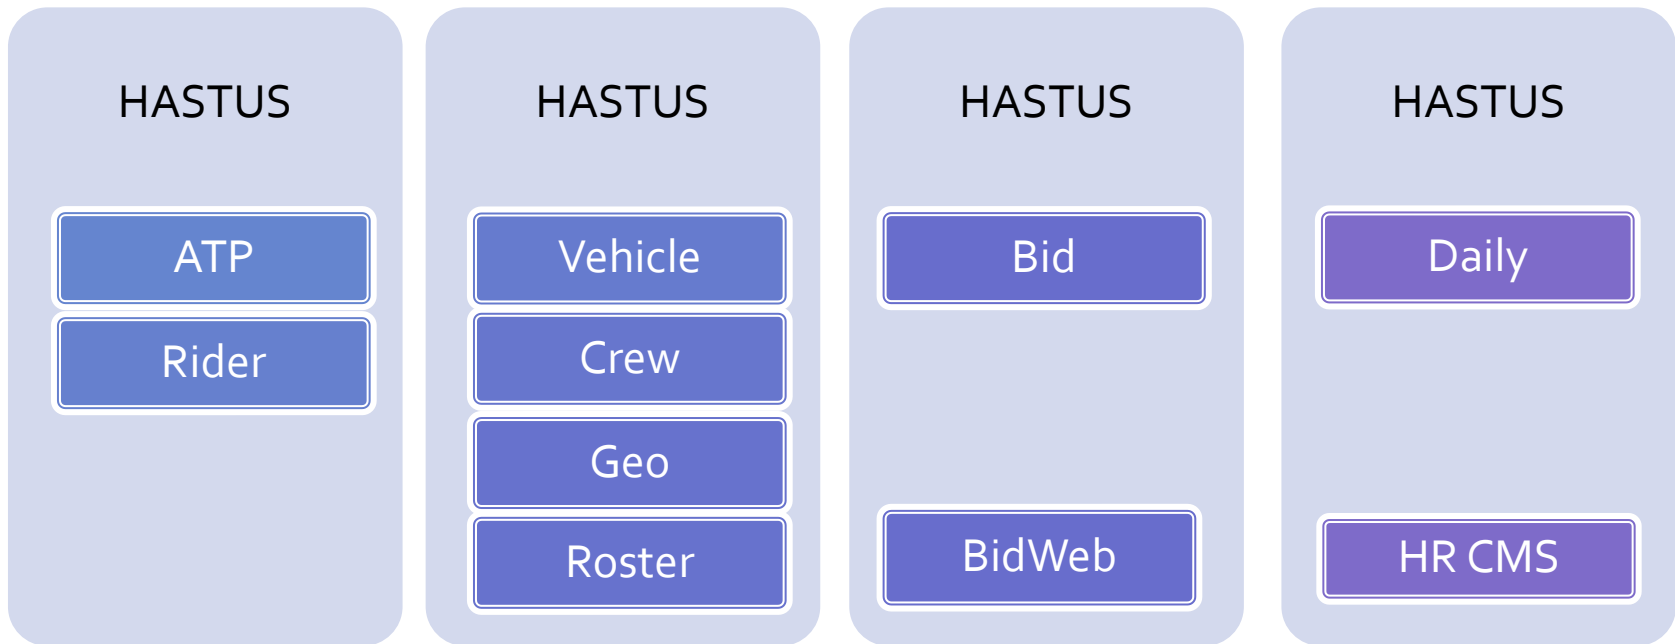 HASTUS
ATP
Rider
HASTUS
Vehicle
Crew
Geo
Roster
HASTUS
Bid
BidWeb
HASTUS
Daily
HR CMS